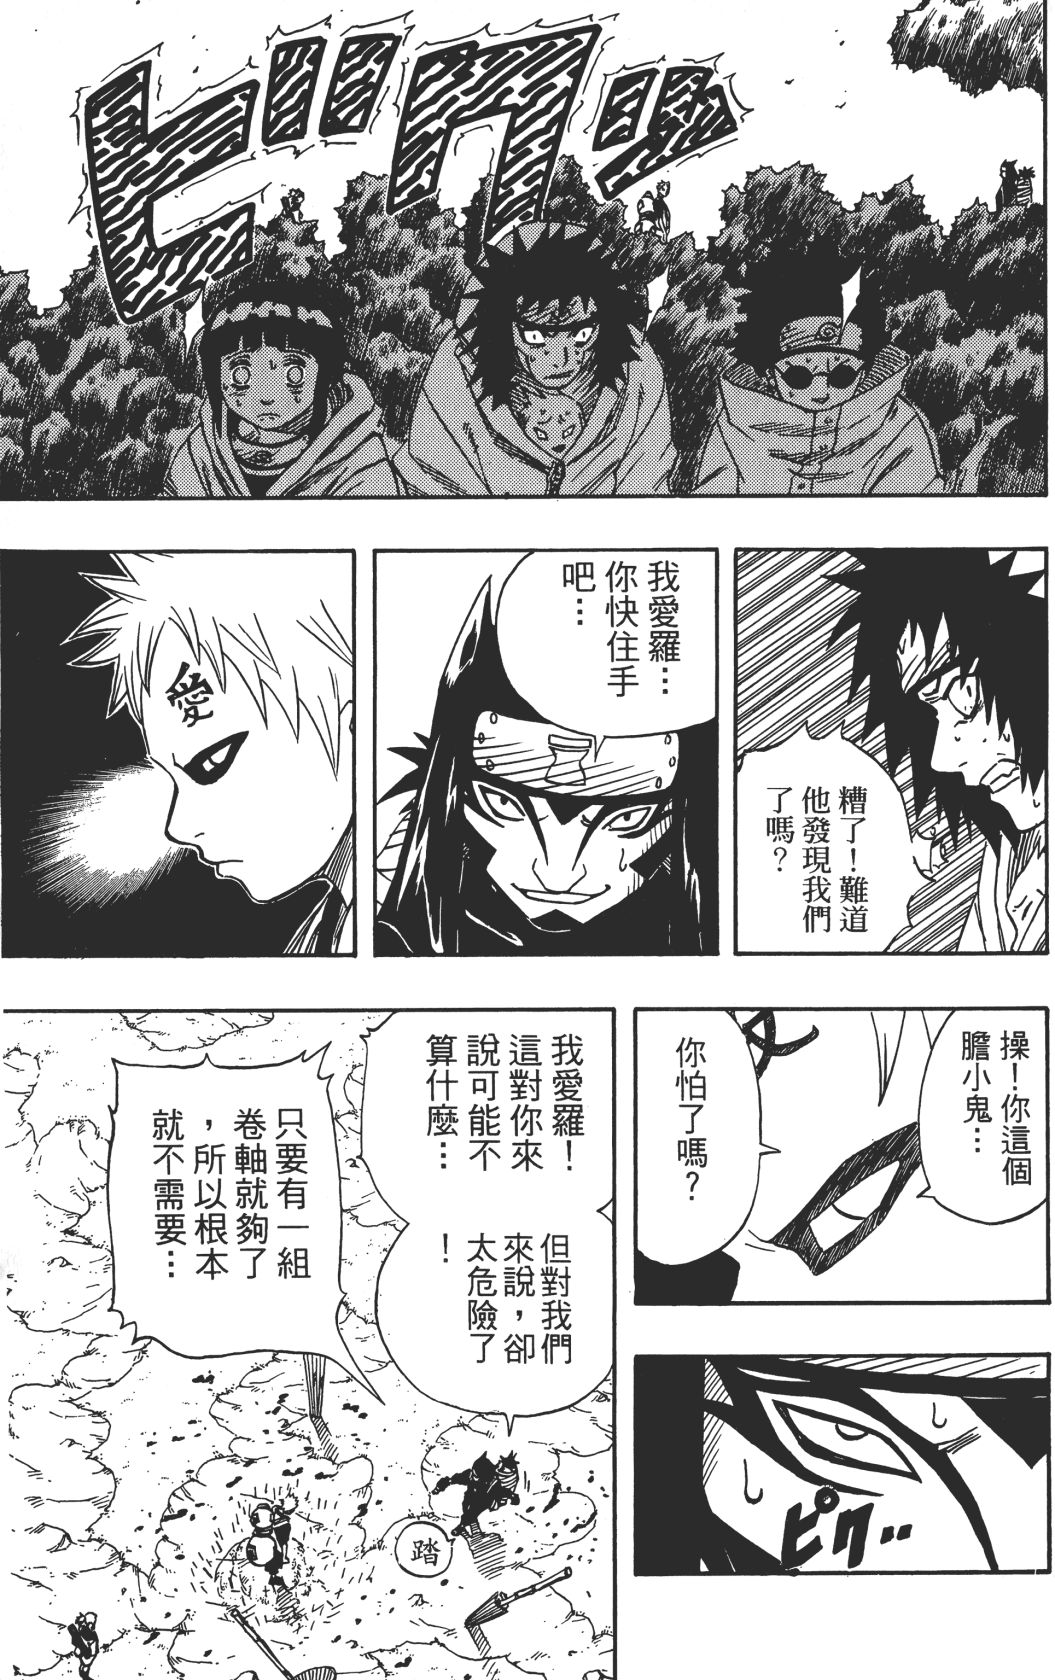 ビクッ
糟了！難道
他發現我們
了嗎？
我愛羅…
你快住手
吧…
愛
操！你這個
膽小鬼…
你怕了嗎？
ピク‥
我愛羅！
這對你來
說可能不
算什麼…
但對我們
來說，卻
太危險了
！
只要有一組
卷軸就夠了
，所以根本
就不需要…
踏